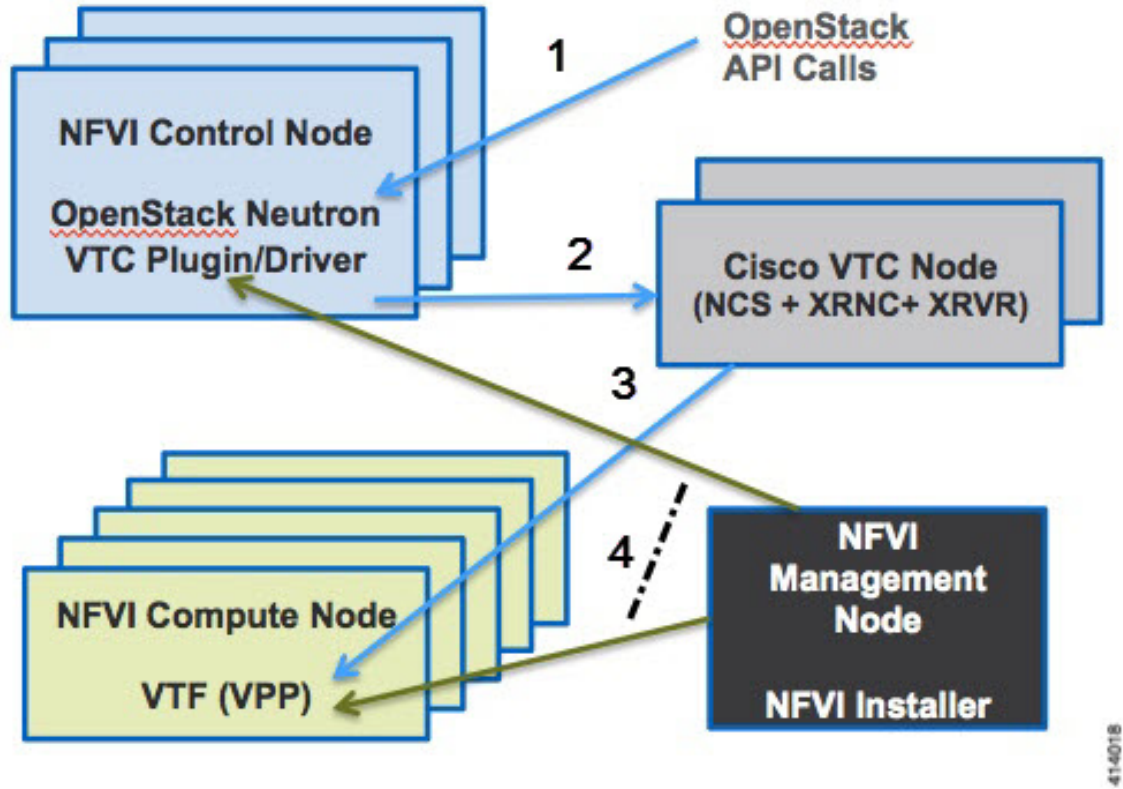 OpenStack
API Calls
1
NFVI Control Node
OpenStack Neutron
VTC Plugin/Driver
2
Cisco VTC Node
(NCS + XRNC+ XRVR)
3
4
NFVI
Management
Node
NFVI Installer
NFVI Compute Node
VTF (VPP)
414018